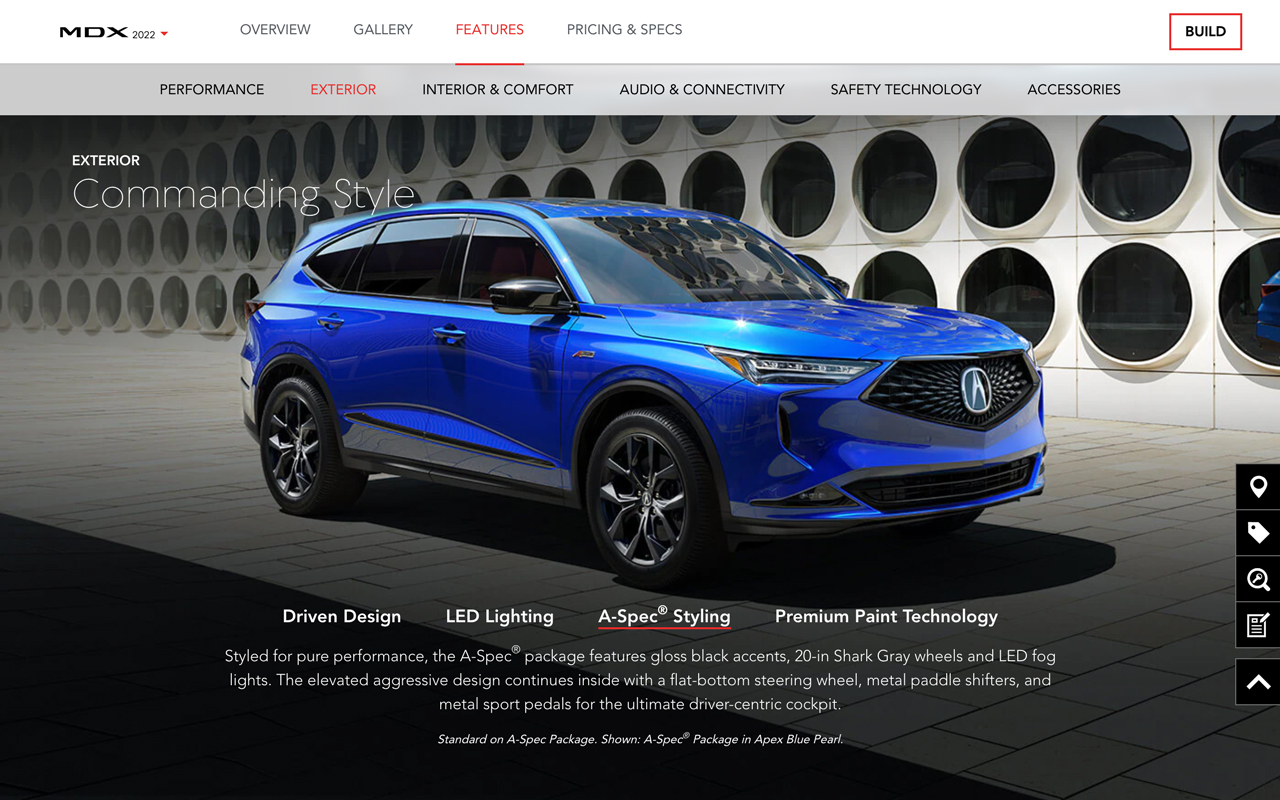 MDX 2022
OVERVIEW
GALLERY
FEATURES
PRICING & SPECS
BUILD
PERFORMANCE
EXTERIOR
INTERIOR & COMFORT
AUDIO & CONNECTIVITY
SAFETY TECHNOLOGY
ACCESSORIES
EXTERIOR
Commanding Style
Driven Design
LED Lighting
A-Spec® Styling
Premium Paint Technology
Styled for pure performance, the A-Spec® package features gloss black accents, 20-in Shark Gray wheels and LED fog
lights. The elevated aggressive design continues inside with a flat-bottom steering wheel, metal paddle shifters, and
metal sport pedals for the ultimate driver-centric cockpit.
Standard on A-Spec Package. Shown: A-Spec® Package in Apex Blue Pearl.